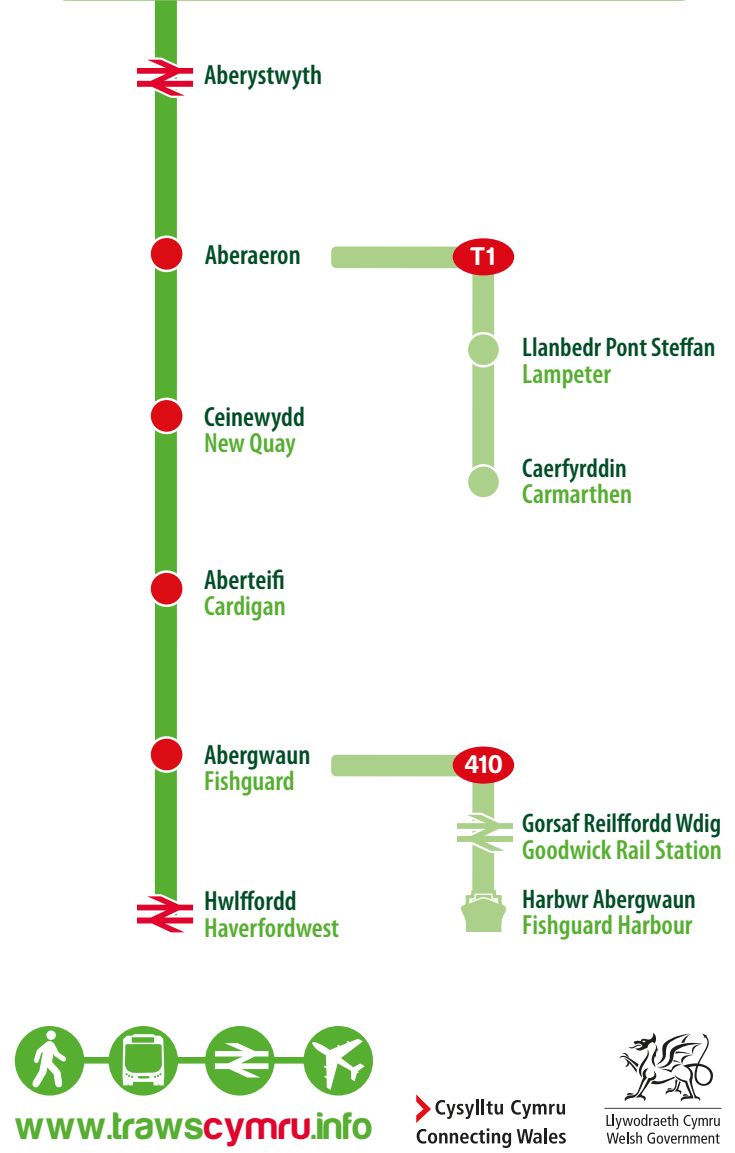 Aberystwyth
Aberaeron
T1
Llanbedr Pont Steffan
Lampeter
Ceinewydd
New Quay
Caerfyrddin
Carmarthen
Aberteifi
Cardigan
Abergwaun
Fishguard
410
Gorsaf Reilffordd Wdig
Goodwick Rail Station
Hwlffordd
Haverfordwest
Harbwr Abergwaun
Fishguard Harbour
www.trawscymru.info
Cysylltu Cymru
Connecting Wales
Llywodraeth Cymru
Welsh Government